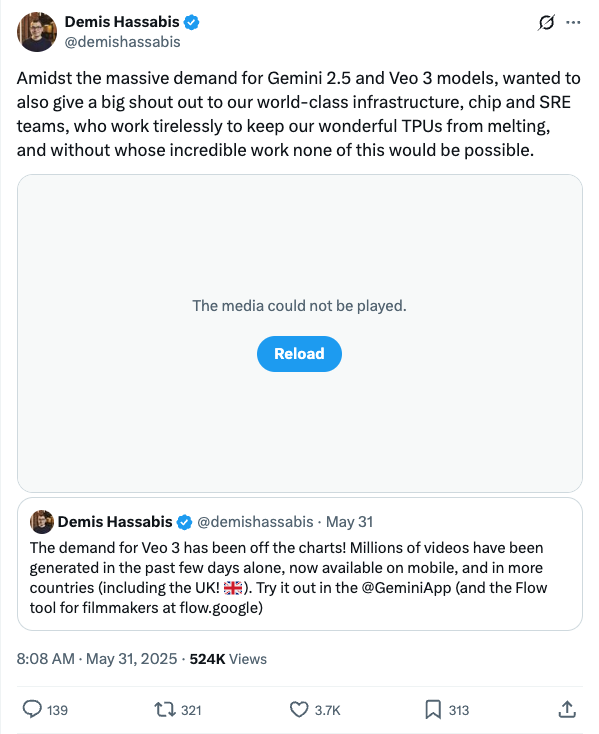 Demis Hassabis
@demishassabis
Amidst the massive demand for Gemini 2.5 and Veo 3 models, wanted to
also give a big shout out to our world-class infrastructure, chip and SRE
teams, who work tirelessly to keep our wonderful TPUs from melting,
and without whose incredible work none of this would be possible.
The media could not be played.
Reload
Demis Hassabis @demishassabis · May 31
The demand for Veo 3 has been off the charts! Millions of videos have been
generated in the past few days alone, now available on mobile, and in more
countries (including the UK! 🇬🇧). Try it out in the @GeminiApp (and the Flow
tool for filmmakers at flow.google)
8:08 AM · May 31, 2025 · 524K Views
139 321 3.7K 313